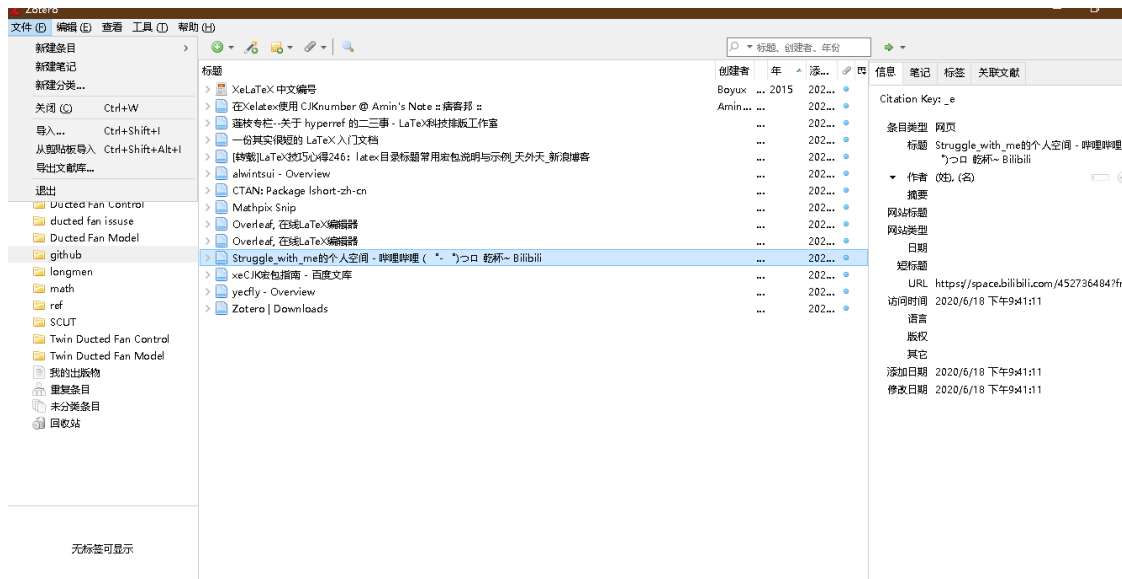 Zotero
文件 (F) 编辑 (E) 查看 工具 (T) 帮助 (H)
新建条目
新建笔记
新建分类...
关闭 (C) Ctrl+W
导入... Ctrl+Shift+I
从剪贴板导入 Ctrl+Shift+Alt+I
导出文献库...
退出
Ducted Fan Control
ducted fan issuse
Ducted Fan Model
github
longmen
math
ref
SCUT
Twin Ducted Fan Control
Twin Ducted Fan Model
我的出版物
重复条目
未分类条目
回收站
无标签可显示
标题、创建者、年份
标题 创建者 年 添...
XeLaTeX 中文编号 Boyux ... 2015 202...
在Xelatex使用 CJKnumber @ Amin's Note :: 痞客邦 :: Amin... ... 202...
莲枝专栏--关于 hyperref 的二三事 - LaTeX科技排版工作室 ... 202...
一份其实很短的 LaTeX 入门文档 ... 202...
[转载]LaTeX技巧心得246：latex目录标题常用宏包说明与示例_天外天_新浪博客 ... 202...
alwintsui - Overview ... 202...
CTAN: Package lshort-zh-cn ... 202...
Mathpix Snip ... 202...
Overleaf, 在线LaTeX编辑器 ... 202...
Overleaf, 在线LaTeX编辑器 ... 202...
Struggle_with_me的个人空间 - 哔哩哔哩 ( ゜- ゜)つロ 乾杯~ Bilibili ... 202...
xeCJK宏包指南 - 百度文库 ... 202...
yecfly - Overview ... 202...
Zotero | Downloads ... 202...
信息 笔记 标签 关联文献
Citation Key: _e
条目类型 网页
标题 Struggle_with_me的个人空间 - 哔哩哔哩
゜)つロ 乾杯~ Bilibili
作者 (姓), (名)
摘要
网站标题
网站类型
日期
短标题
URL https://space.bilibili.com/452736484?fr
访问时间 2020/6/18 下午9:41:11
语言
版权
其它
添加日期 2020/6/18 下午9:41:11
修改日期 2020/6/18 下午9:41:11